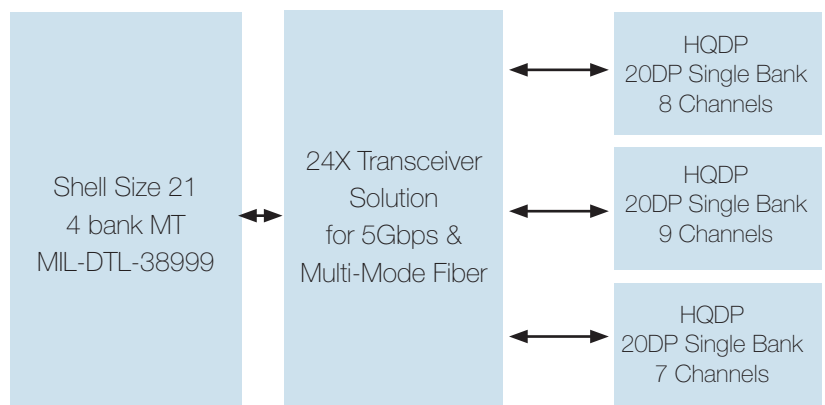 Shell Size 21
4 bank MT
MIL-DTL-38999
24X Transceiver
Solution
for 5Gbps &
Multi-Mode Fiber
HQDP
20DP Single Bank
8 Channels
HQDP
20DP Single Bank
9 Channels
HQDP
20DP Single Bank
7 Channels